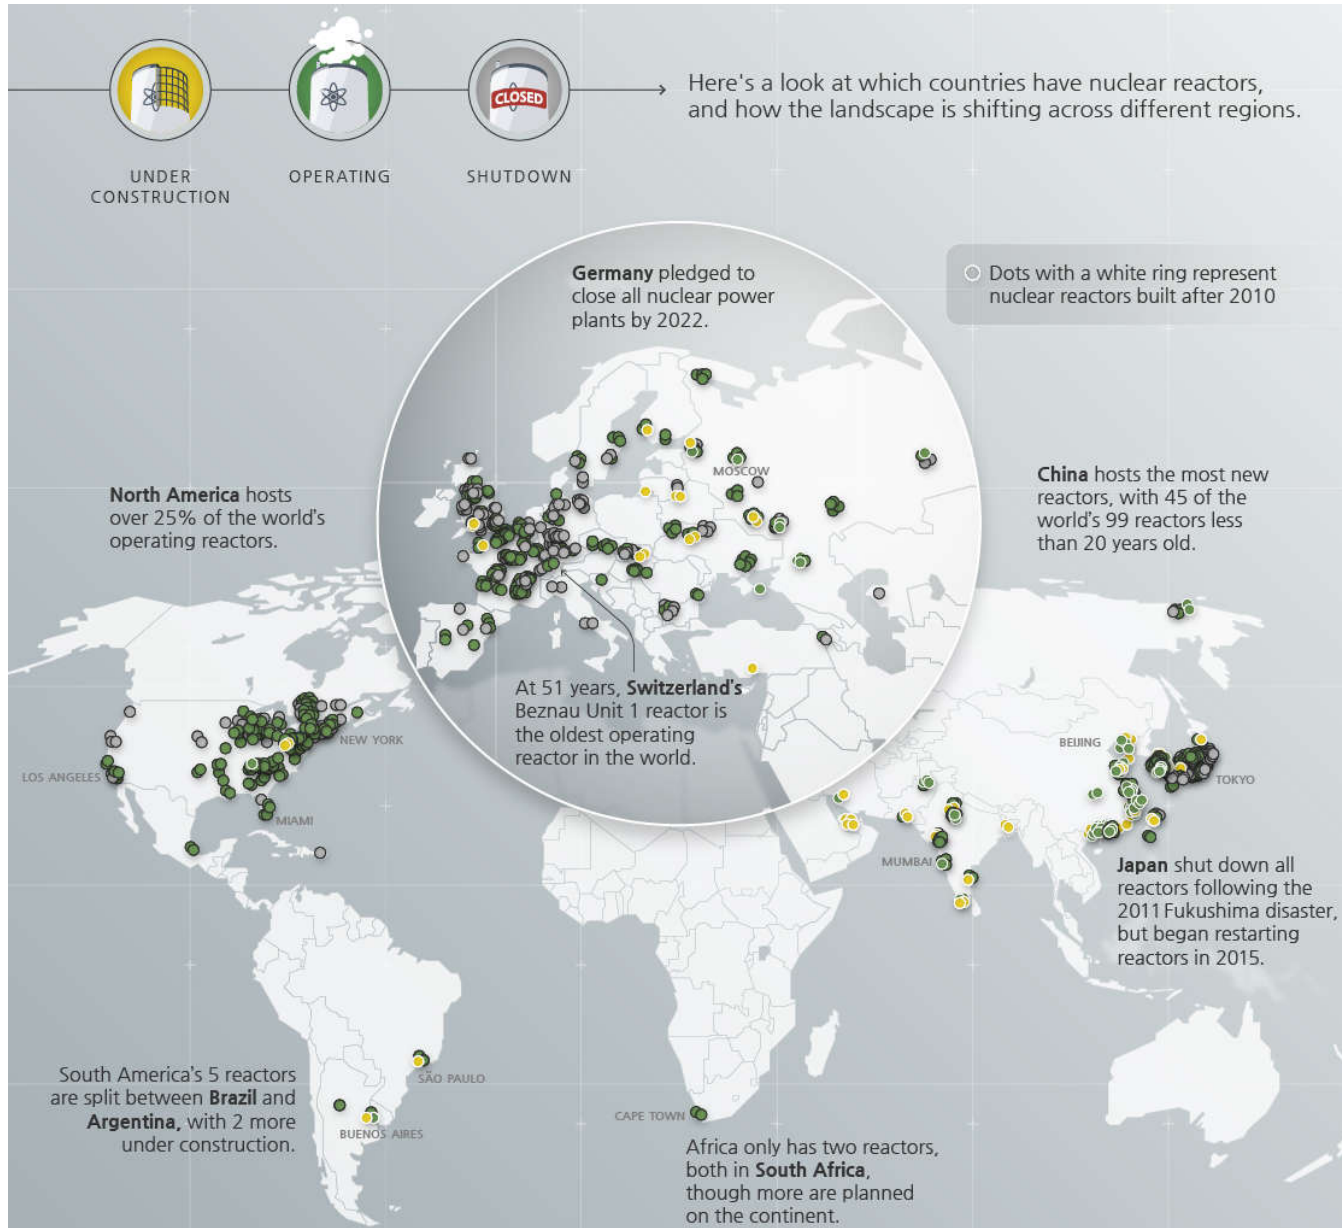 CLOSED
UNDER
CONSTRUCTION
OPERATING
SHUTDOWN
Here's a look at which countries have nuclear reactors,
and how the landscape is shifting across different regions.
Germany pledged to
close all nuclear power
plants by 2022.
Dots with a white ring represent
nuclear reactors built after 2010
MOSCOW
North America hosts
over 25% of the world's
operating reactors.
China hosts the most new
reactors, with 45 of the
world's 99 reactors less
than 20 years old.
At 51 years, Switzerland's
Beznau Unit 1 reactor is
the oldest operating
reactor in the world.
NEW YORK
LOS ANGELES
MIAMI
BEIJING
TOKYO
MUMBAI
Japan shut down all
reactors following the
2011 Fukushima disaster,
but began restarting
reactors in 2015.
South America's 5 reactors
are split between Brazil and
Argentina, with 2 more
under construction.
SÃO PAULO
BUENOS AIRES
CAPE TOWN
Africa only has two reactors,
both in South Africa,
though more are planned
on the continent.